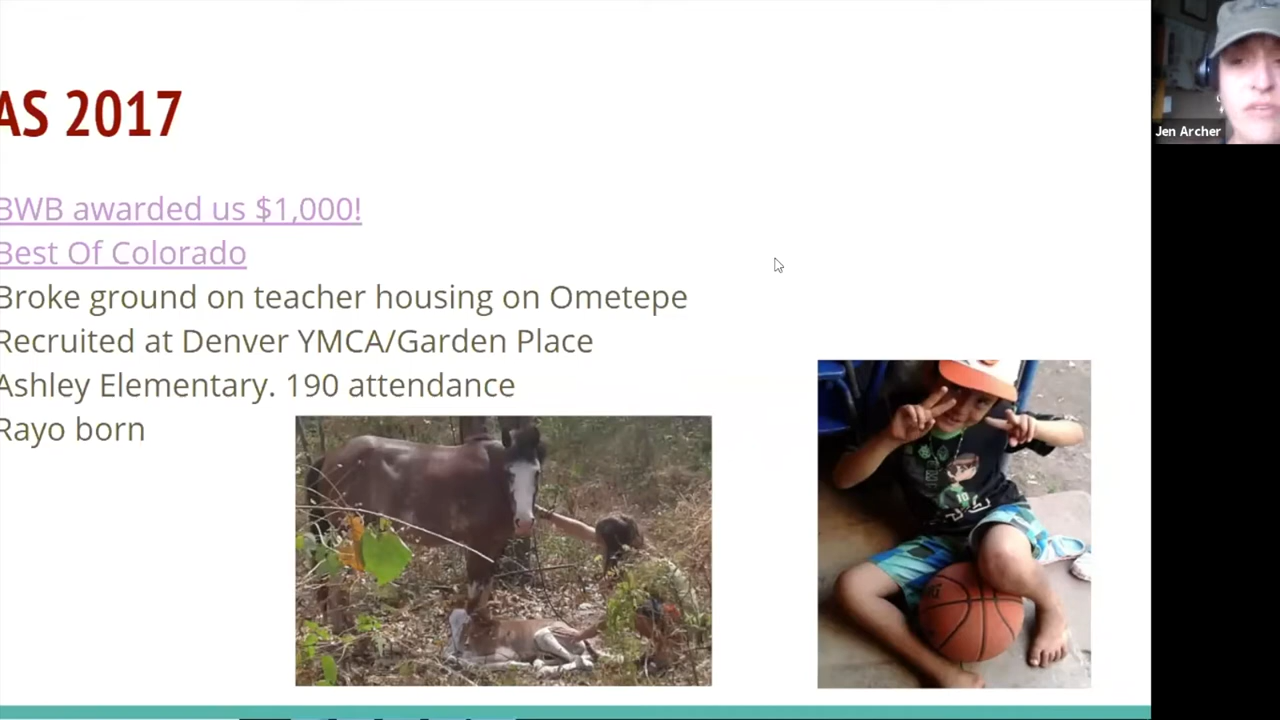 AS 2017
BWB awarded us $1,000!
Best Of Colorado
Broke ground on teacher housing on Ometepe
Recruited at Denver YMCA/Garden Place
Ashley Elementary. 190 attendance
Rayo born
Jen Archer